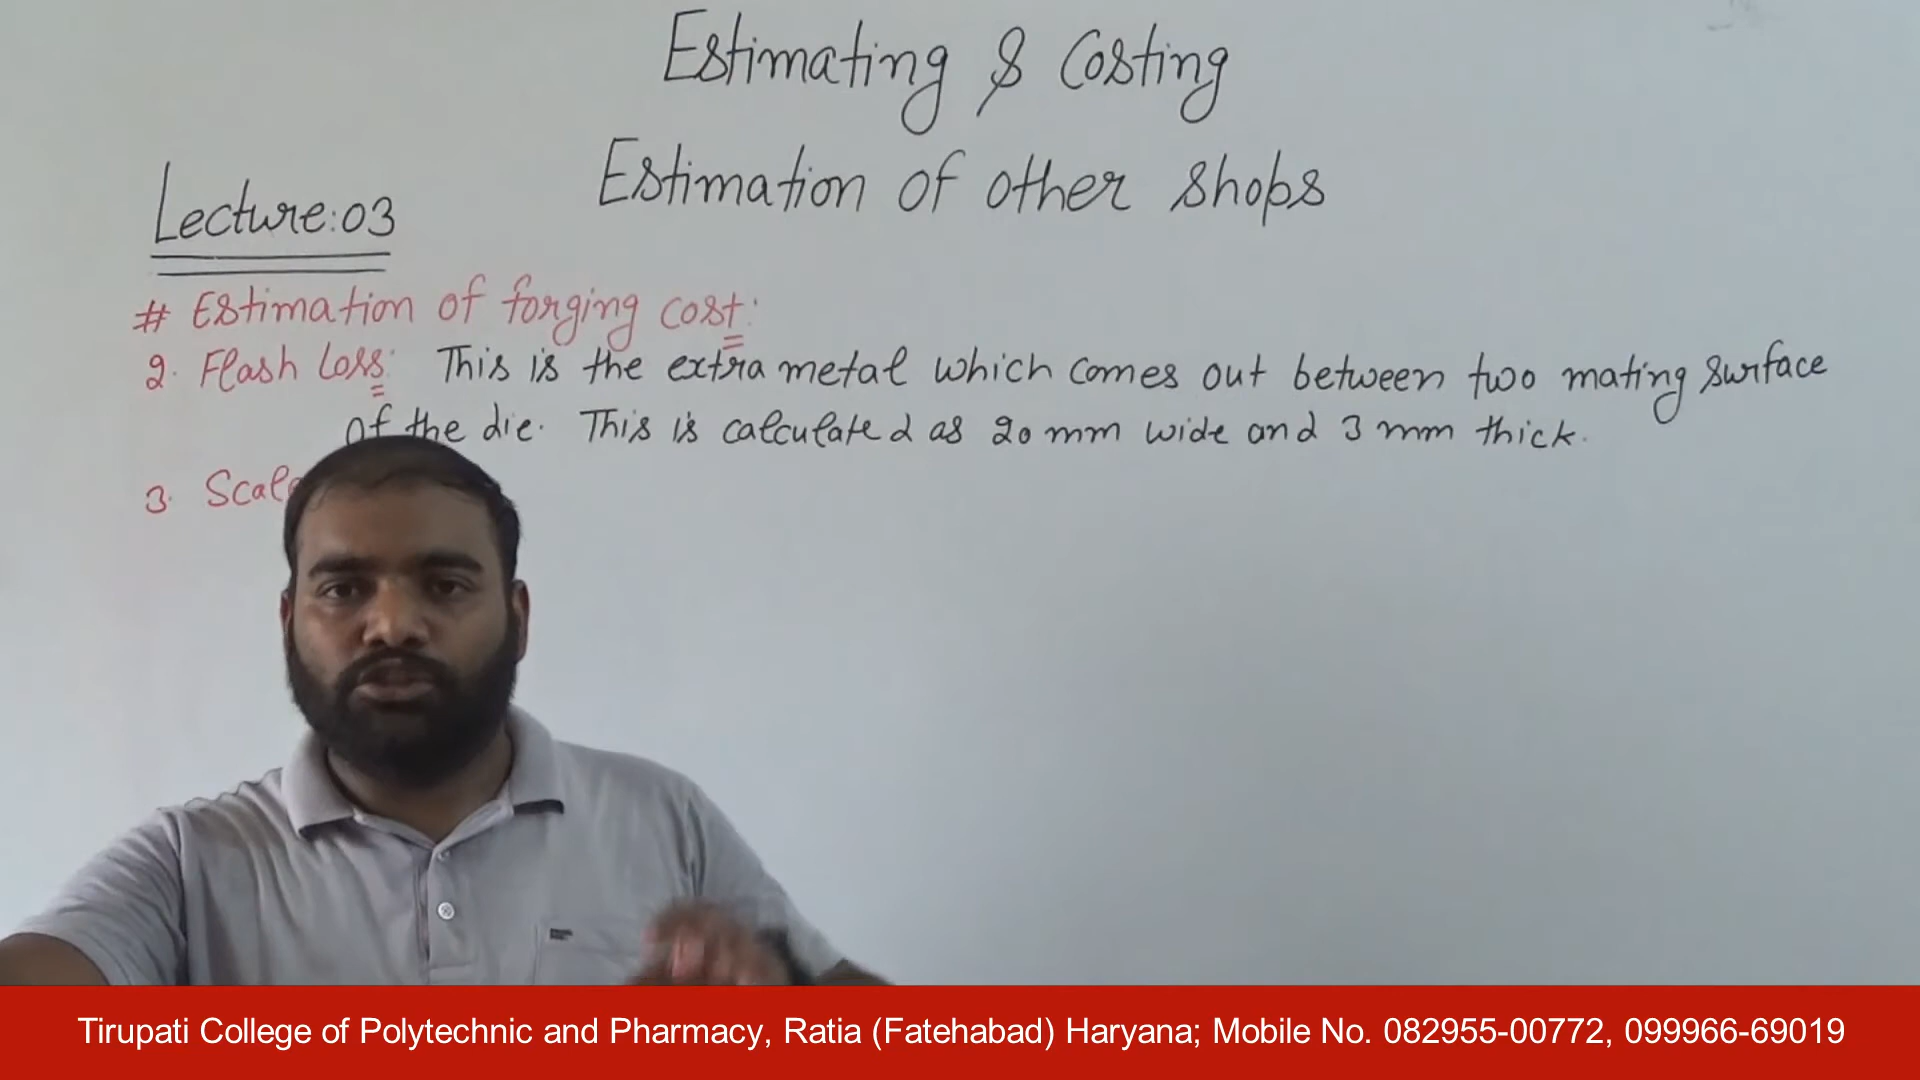 Estimating & Costing
Estimation of other shops
Lecture:03
# Estimation of forging cost:
2. Flash Loss: This is the extra metal which comes out between two mating surface
of the die. This is calculated as 20 mm wide and 3 mm thick.
3. Scale
Tirupati College of Polytechnic and Pharmacy, Ratia (Fatehabad) Haryana; Mobile No. 082955-00772, 099966-69019